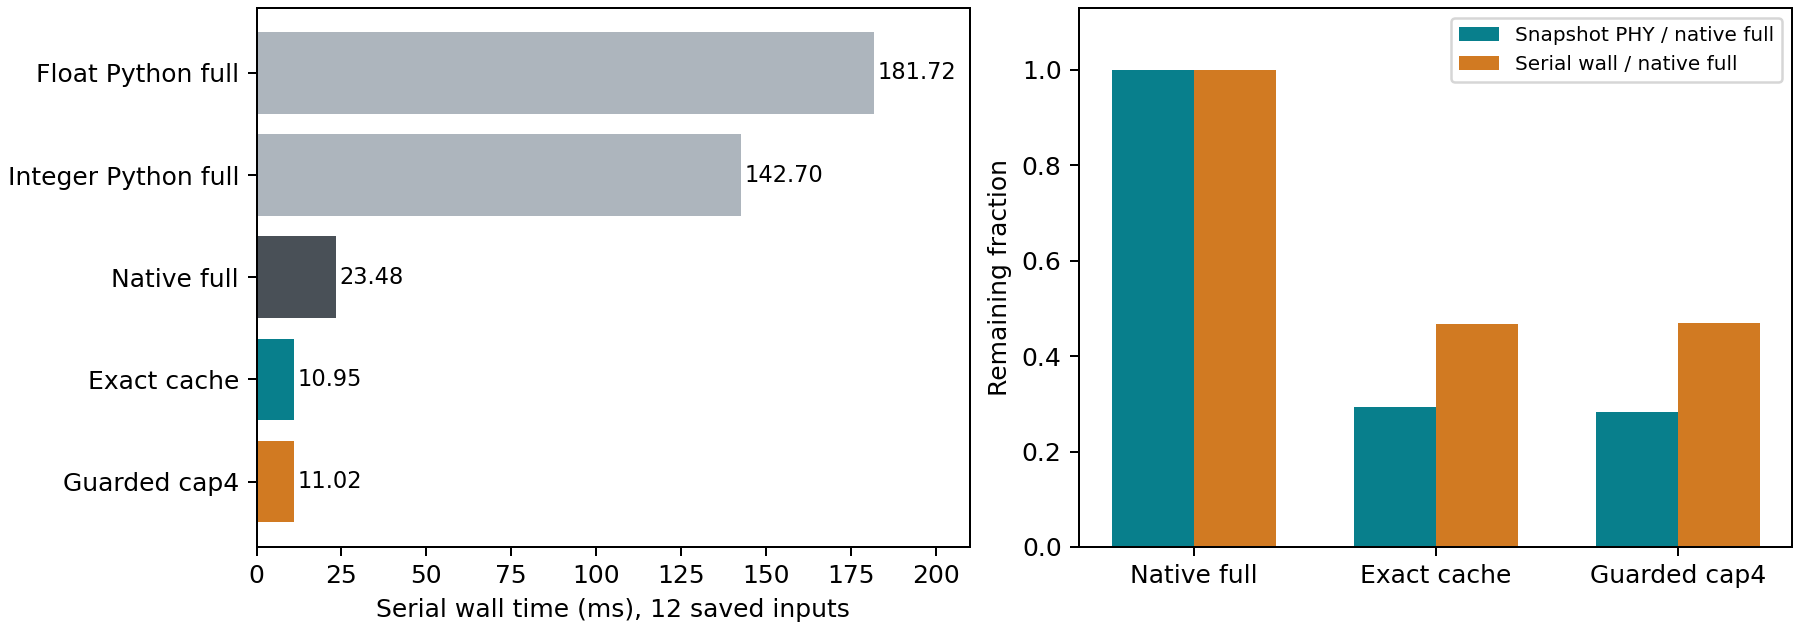 Float Python full
181.72
Integer Python full
142.70
Native full
23.48
Exact cache
10.95
Guarded cap4
11.02
0 25 50 75 100 125 150 175 200
Serial wall time (ms), 12 saved inputs
Snapshot PHY / native full
Serial wall / native full
Remaining fraction
1.0
0.8
0.6
0.4
0.2
0.0
Native full Exact cache Guarded cap4